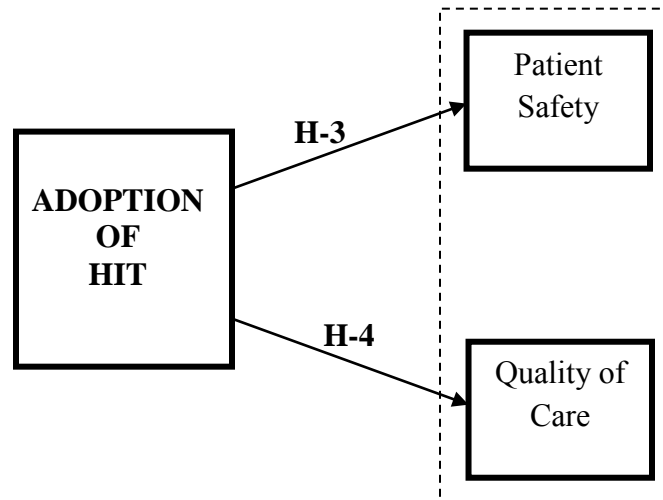 Patient
Safety
H-3
ADOPTION
OF
HIT
H-4
Quality of
Care